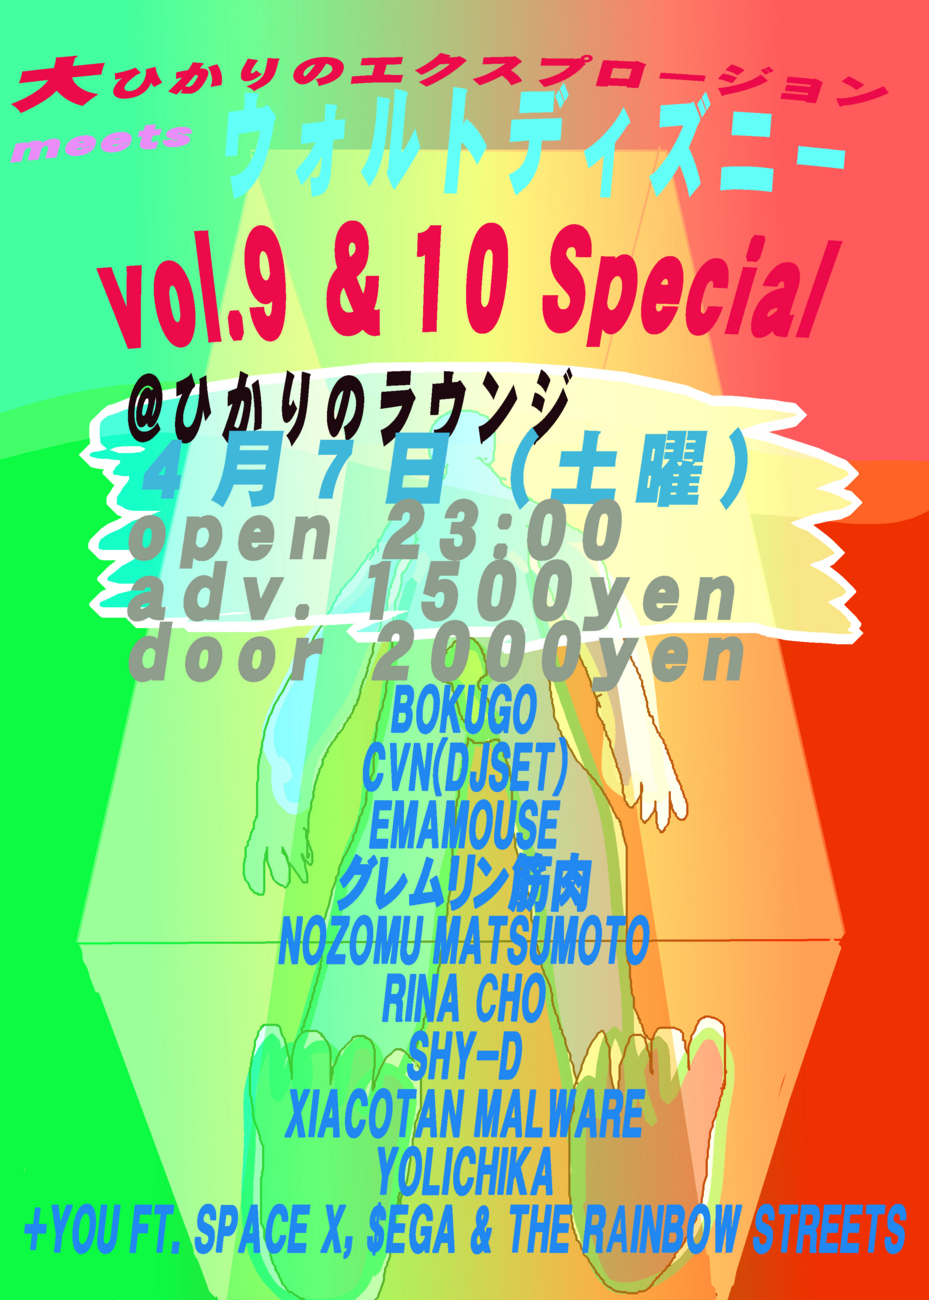 大ひかりのエクスプロージョン
meets ウォルトディズニー
vol.9 & 10 Special
@ひかりのラウンジ
4月7日（土曜）
open 23:00
adv. 1500yen
door 2000yen
BOKUGO
CVN(DJSET)
EMAMOUSE
グレムリン筋肉
NOZOMU MATSUMOTO
RINA CHO
SHY-D
XIACOTAN MALWARE
YOLICHIKA
+YOU FT. SPACE X, $EGA & THE RAINBOW STREETS